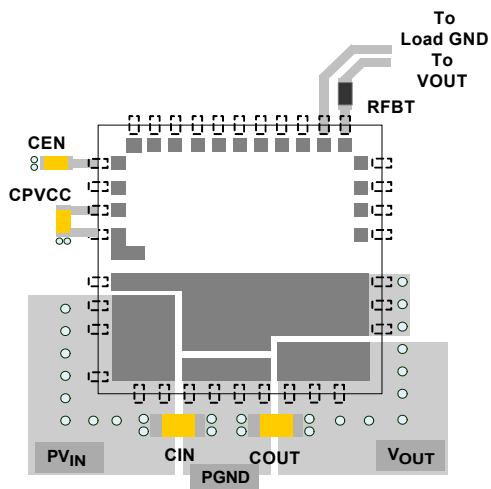 To
Load GND
To
VOUT
RFBT
CEN
CPVCC
PVIN
CIN
COUT
VOUT
PGND